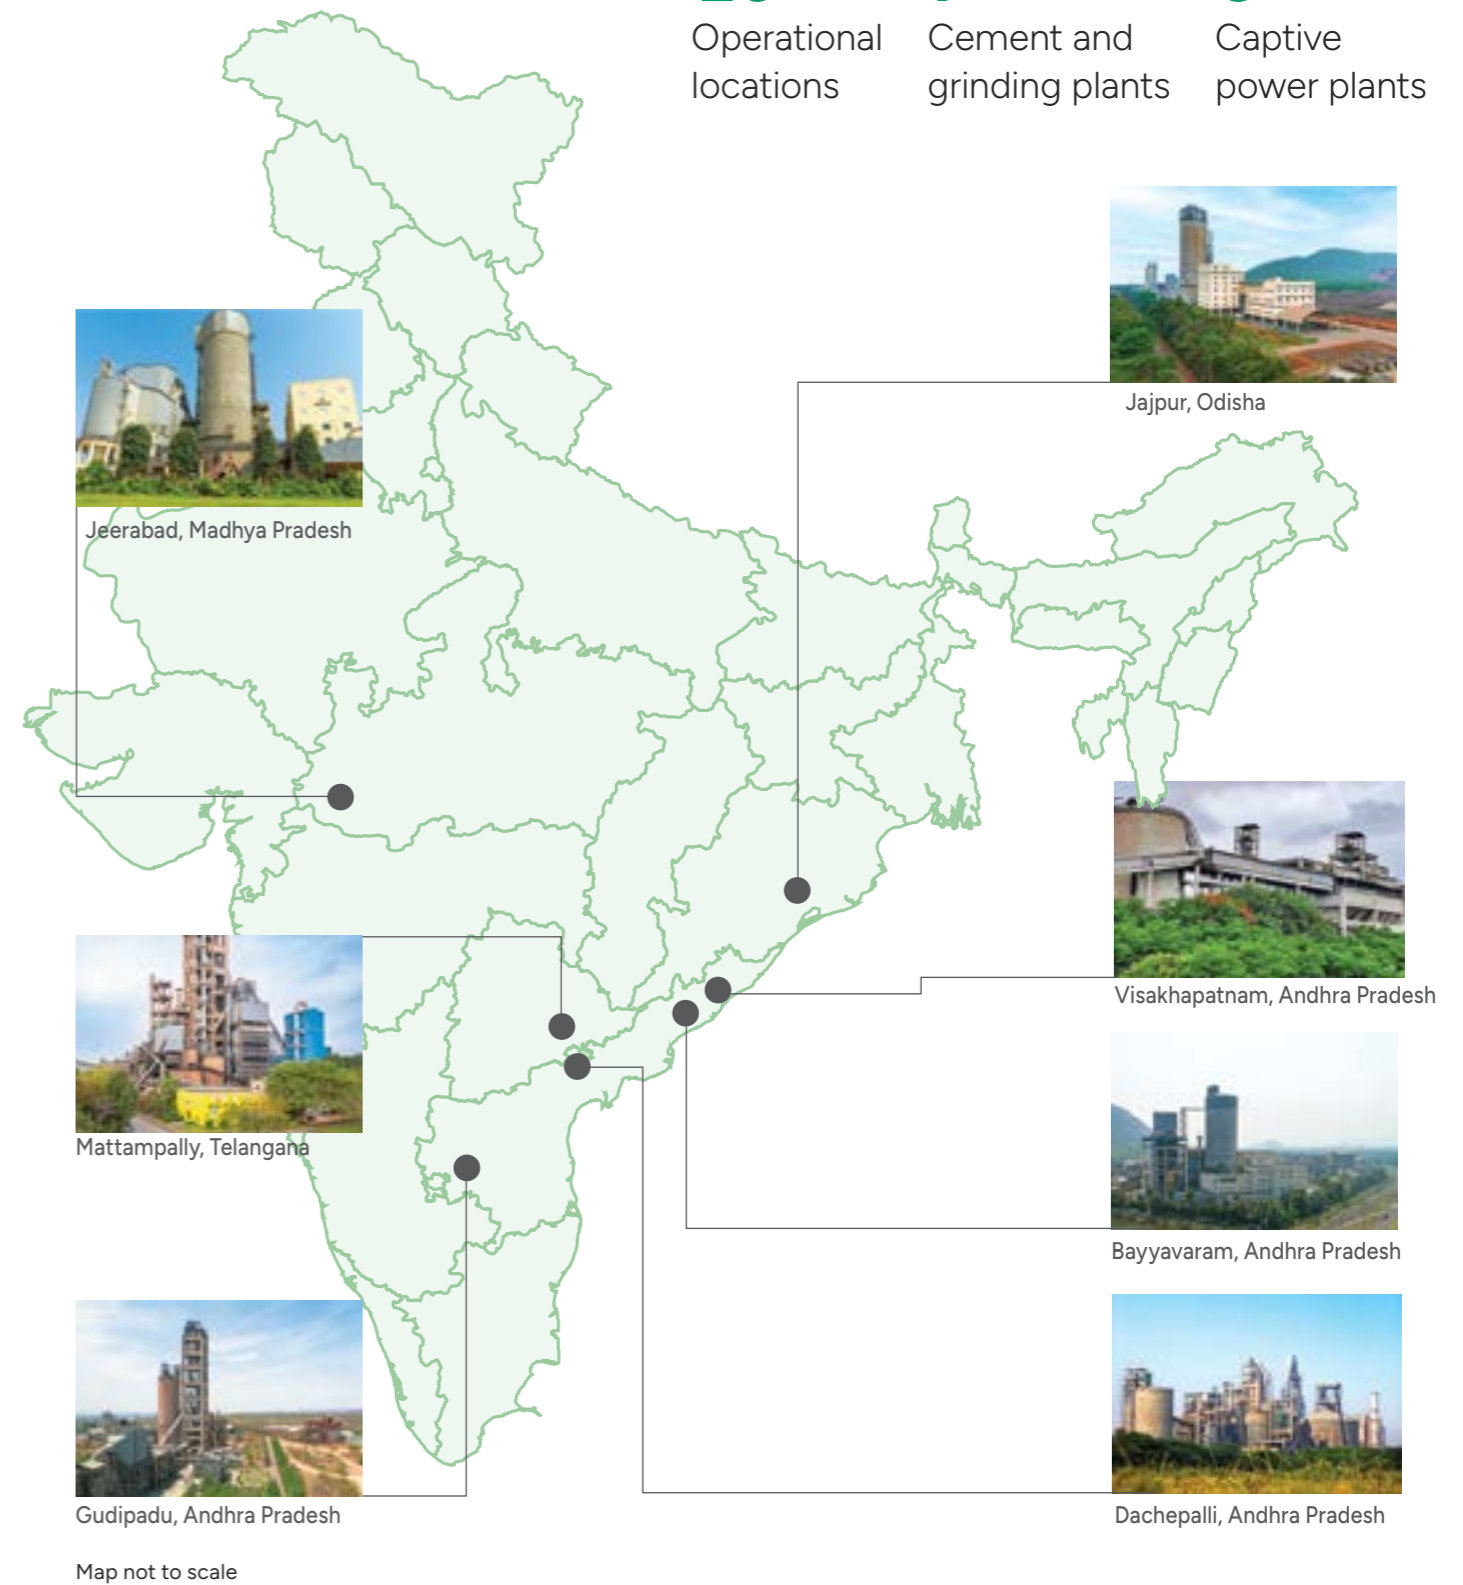 Operational
locations
Cement and
grinding plants
Captive
power plants
Jajpur, Odisha
Jeerabad, Madhya Pradesh
Visakhapatnam, Andhra Pradesh
Mattampally, Telangana
Bayyavaram, Andhra Pradesh
Gudipadu, Andhra Pradesh
Dachepalli, Andhra Pradesh
Map not to scale